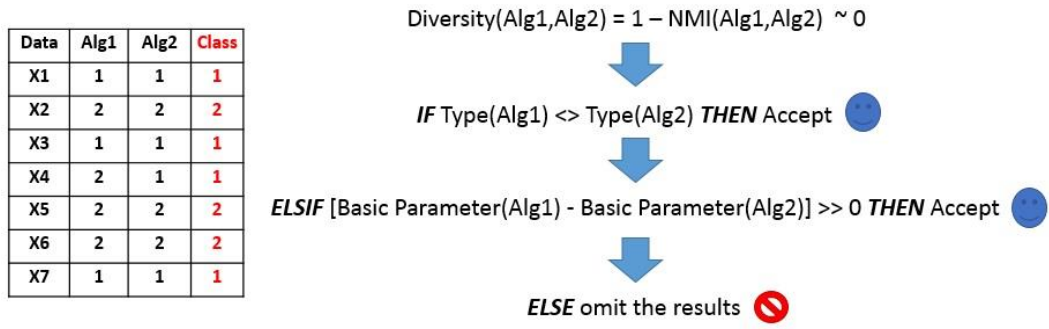 Data Alg1 Alg2 Class
X1 1 1 1
X2 2 2 2
X3 1 1 1
X4 2 1 1
X5 2 2 2
X6 2 2 2
X7 1 1 1
Diversity(Alg1,Alg2) = 1 – NMI(Alg1,Alg2) ~ 0
IF Type(Alg1) <> Type(Alg2) THEN Accept
ELSIF [Basic Parameter(Alg1) - Basic Parameter(Alg2)] >> 0 THEN Accept
ELSE omit the results